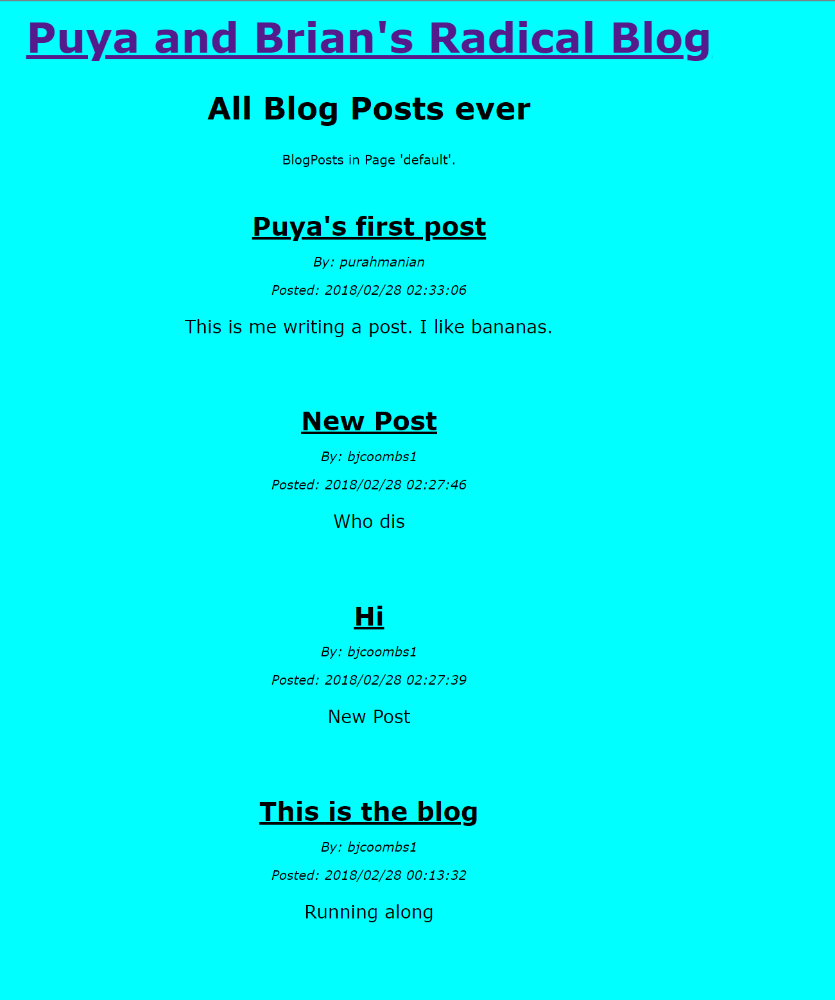 Puya and Brian's Radical Blog
All Blog Posts ever
BlogPosts in Page 'default'.
Puya's first post
By: purahmanian
Posted: 2018/02/28 02:33:06
This is me writing a post. I like bananas.
New Post
By: bjcoombs1
Posted: 2018/02/28 02:27:46
Who dis
Hi
By: bjcoombs1
Posted: 2018/02/28 02:27:39
New Post
This is the blog
By: bjcoombs1
Posted: 2018/02/28 00:13:32
Running along